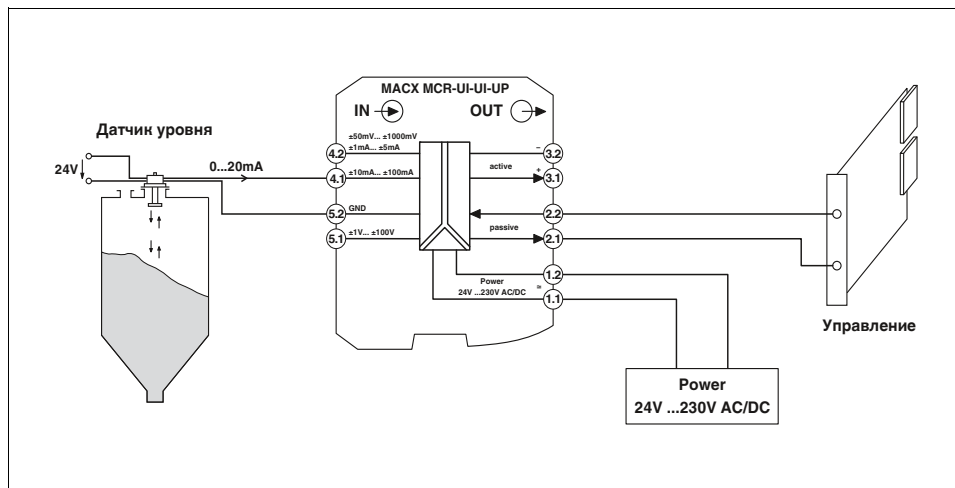 MACX MCR-UI-UI-UP
IN
OUT
Датчик уровня
24V
0...20mA
±50mV... ±1000mV
±1mA... ±5mA
4.2
4.1
±10mA... ±100mA
5.2
GND
5.1
±1V... ±100V
–
3.2
active
+
3.1
2.2
passive
2.1
1.2
Power
24V ...230V AC/DC
≅
1.1
Управление
Power
24V ...230V AC/DC